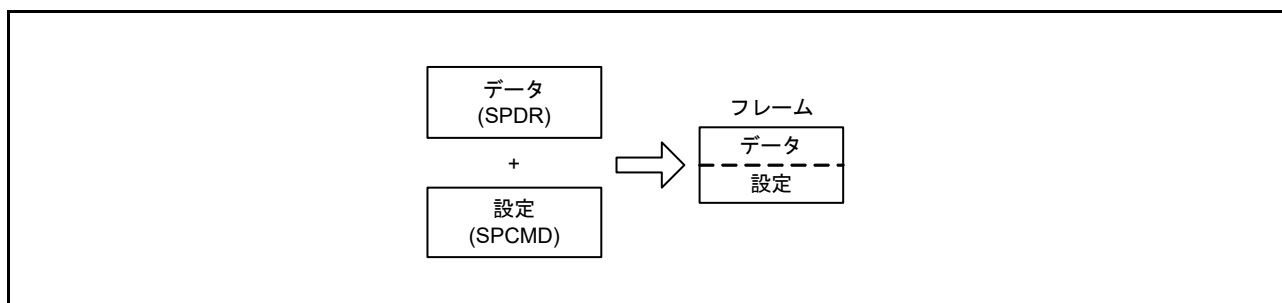 データ
(SPDR)
+
設定
(SPCMD)
フレーム
データ
設定